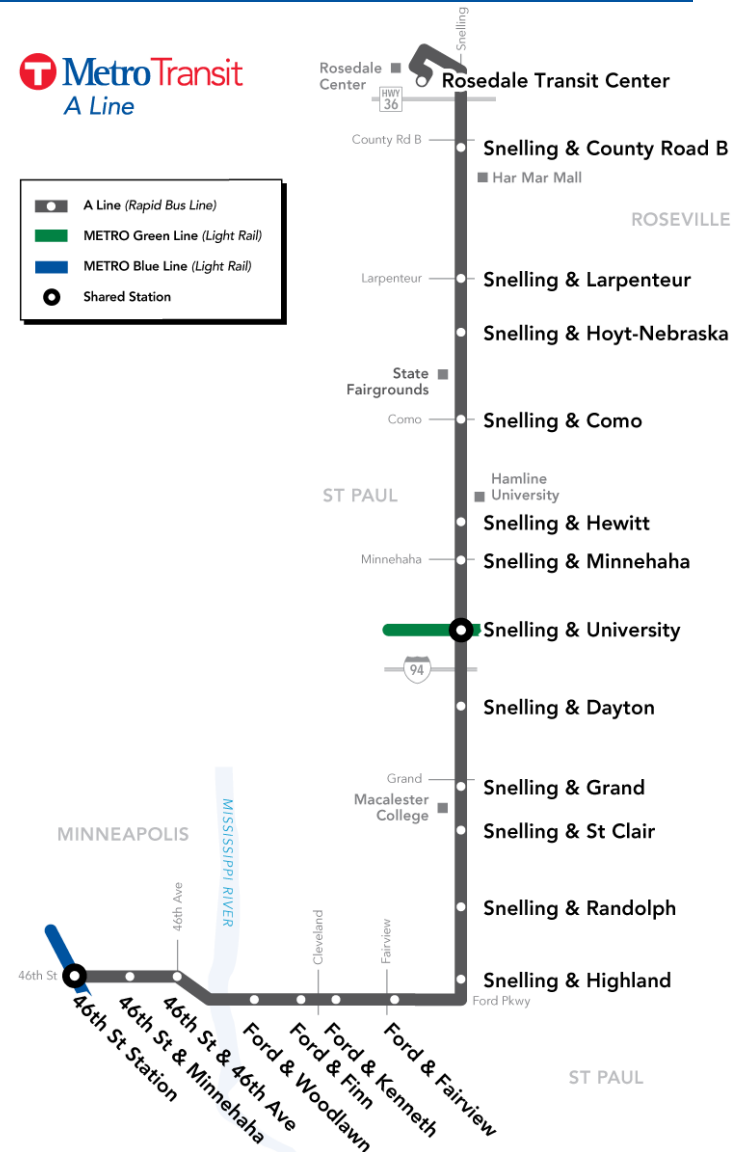 Snelling
T MetroTransit
A Line
Rosedale
Center
Rosedale Transit Center
HWY
36
County Rd B
Snelling & County Road B
Har Mar Mall
ROSEVILLE
A Line (Rapid Bus Line)
METRO Green Line (Light Rail)
METRO Blue Line (Light Rail)
Shared Station
Larpenteur
Snelling & Larpenteur
Snelling & Hoyt-Nebraska
State
Fairgrounds
Como
Snelling & Como
ST PAUL
Hamline
University
Snelling & Hewitt
Minnehaha
Snelling & Minnehaha
Snelling & University
94
Snelling & Dayton
Grand
Snelling & Grand
Macalester
College
Snelling & St Clair
MINNEAPOLIS
MISSISSIPPI RIVER
Snelling & Randolph
46th Ave
Cleveland
Fairview
46th St
Snelling & Highland
Ford Pkwy
46th St Station
46th St & Minnehaha
46th St & 46th Ave
Ford & Woodlawn
Ford & Finn
Ford & Kenneth
Ford & Fairview
ST PAUL